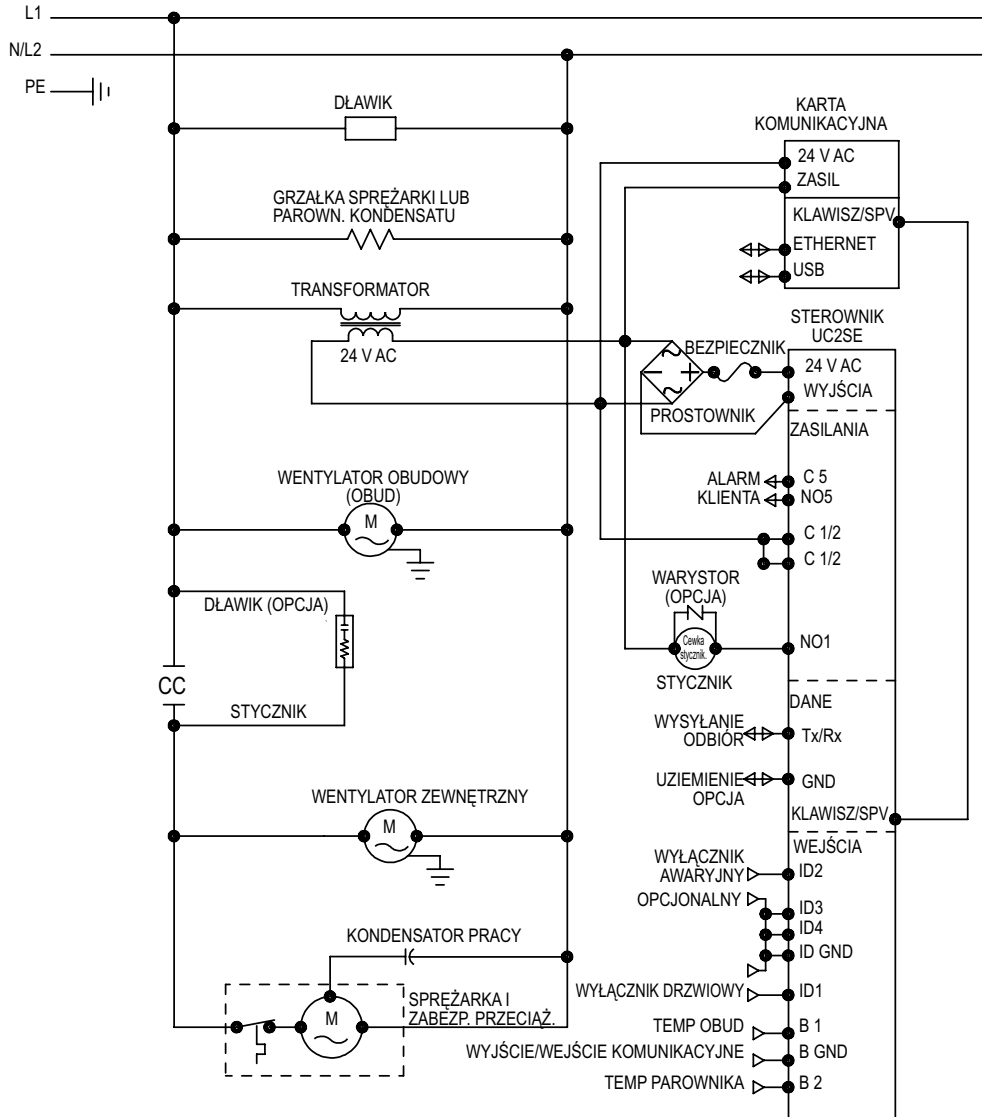 L1
N/L2
PE
DŁAWIK
GRZAŁKA SPRĘŻARKI LUB
PAROWN. KONDENSATU
TRANSFORMATOR
24 V AC
WENTYLATOR OBUDOWY
(OBUD)
M
DŁAWIK (OPCJA)
CC
STYCZNIK
WENTYLATOR ZEWNĘTRZNY
M
KONDENSATOR PRACY
M
SPRĘŻARKA I
ZABEZP. PRZECIĄŻ.
KARTA
KOMUNIKACYJNA
24 V AC
ZASIL
KLAWISZ/SPV
ETHERNET
USB
STEROWNIK
UC2SE
BEZPIECZNIK
PROSTOWNIK
24 V AC
WYJŚCIA
ZASILANIA
ALARM
KLIENTA
C 5
NO5
C 1/2
C 1/2
WARYSTOR
(OPCJA)
Cewka
stycznik.
STYCZNIK
NO1
DANE
WYSYŁANIE
ODBIÓR
Tx/Rx
UZIEMIENIE
OPCJA
GND
KLAWISZ/SPV
WEJŚCIA
WYŁĄCZNIK
AWARYJNY
ID2
OPCJONALNY
ID3
ID4
ID GND
WYŁĄCZNIK DRZWIOWY
ID1
TEMP OBUD
B 1
WYJŚCIE/WEJŚCIE KOMUNIKACYJNE
B GND
TEMP PAROWNIKA
B 2